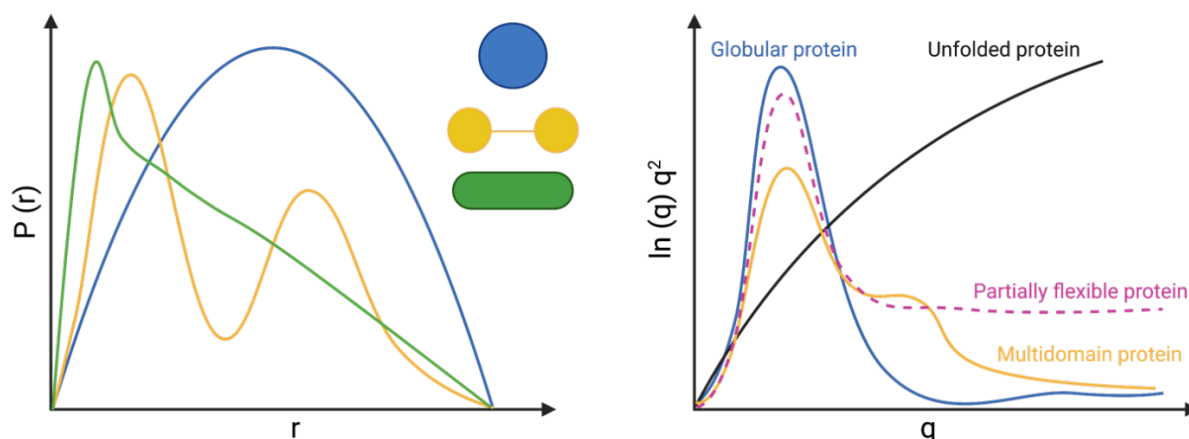 P (r)
r
Globular protein
Unfolded protein
Partially flexible protein
Multidomain protein
ln (q) q²
q